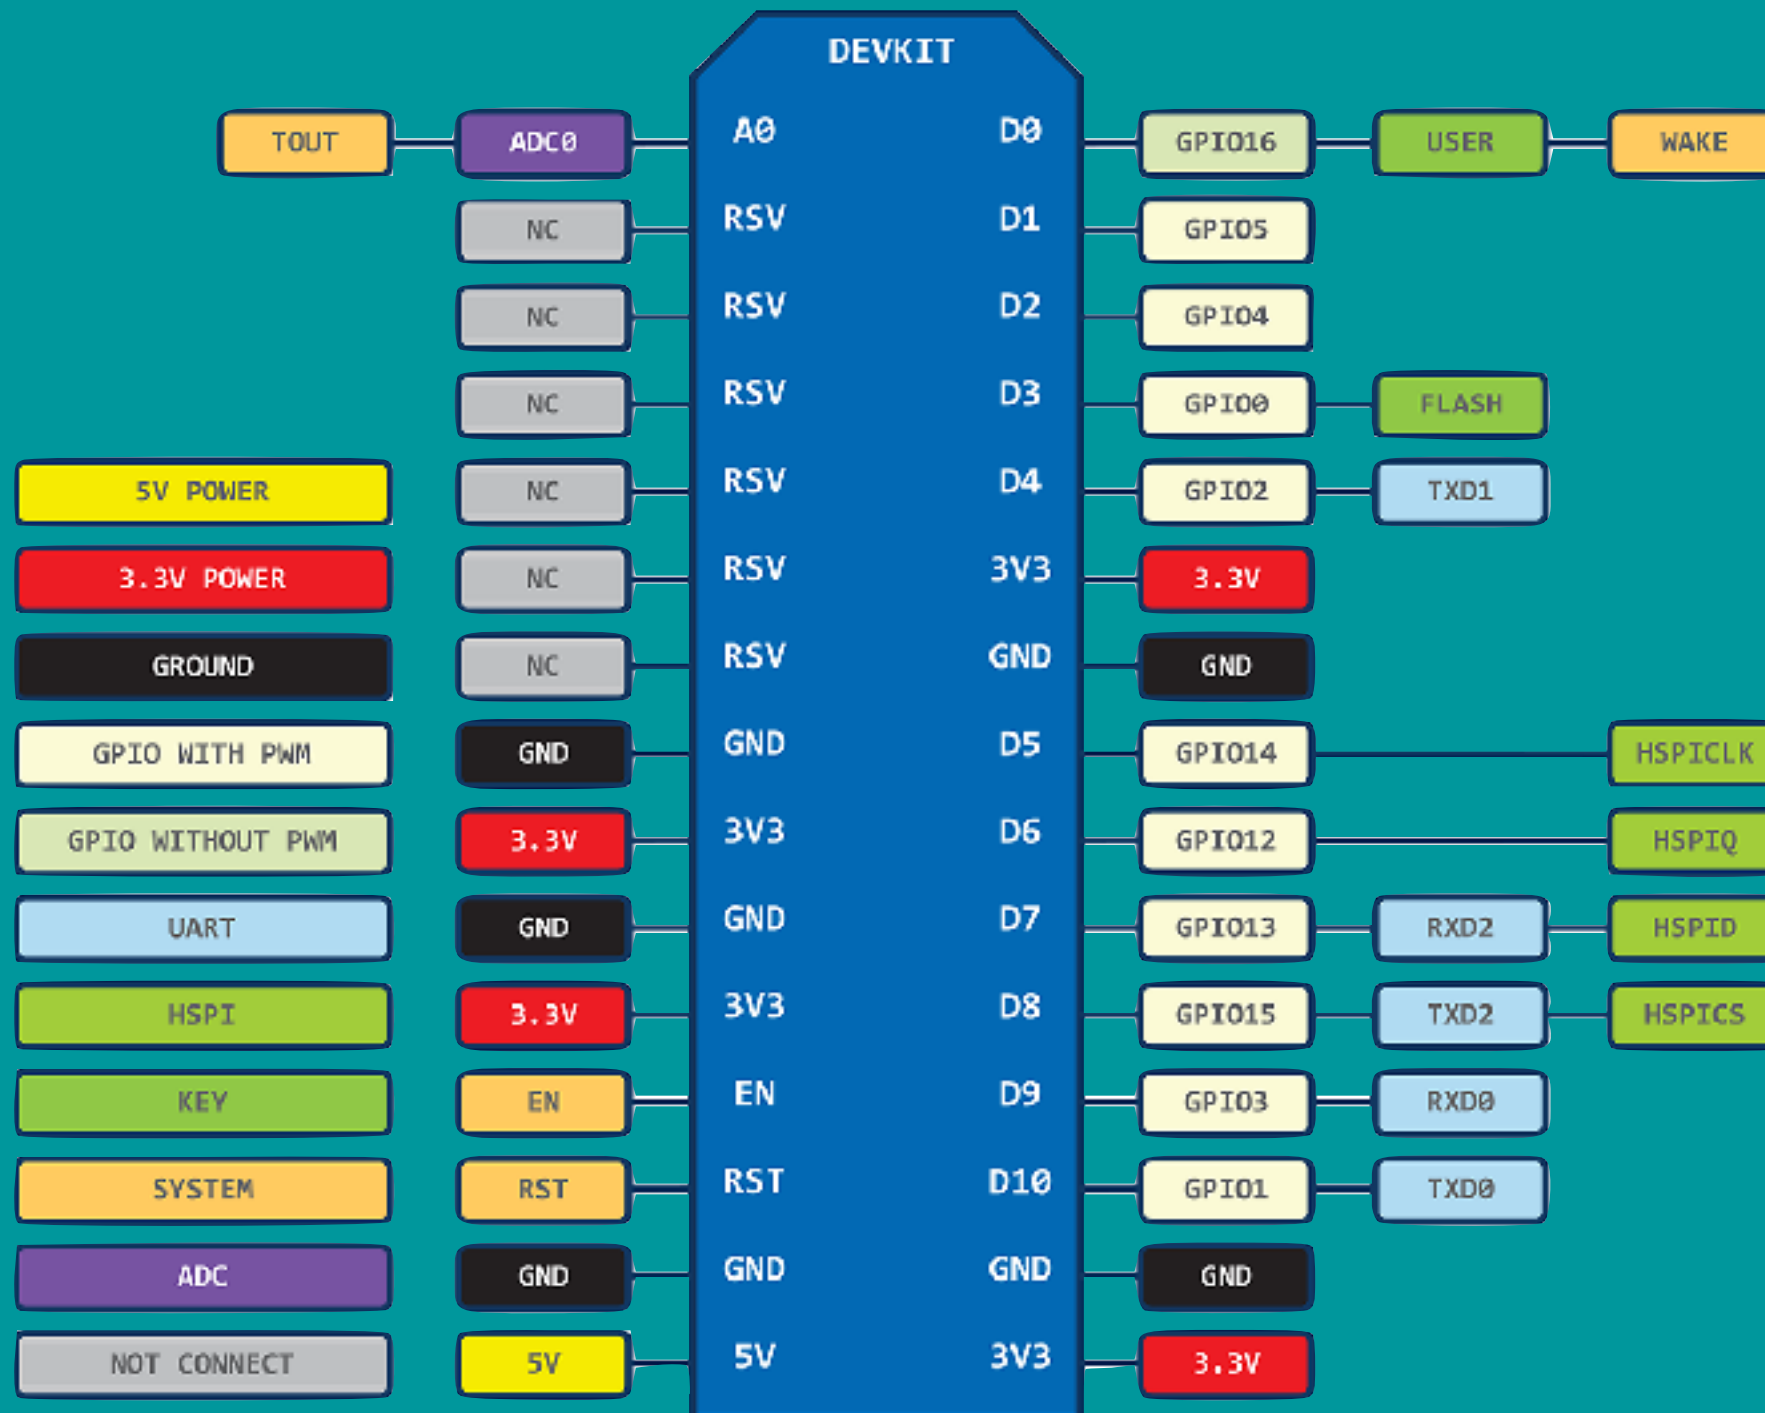 DEVKIT
TOUT ADC0 A0 D0 GPIO16 USER WAKE
NC RSV D1 GPIO5
NC RSV D2 GPIO4
NC RSV D3 GPIO0 FLASH
5V POWER NC RSV D4 GPIO2 TXD1
3.3V POWER NC RSV 3V3 3.3V
GROUND NC RSV GND GND
GPIO WITH PWM GND GND D5 GPIO14 HSPICLK
GPIO WITHOUT PWM 3.3V 3V3 D6 GPIO12 HSPIQ
UART GND GND D7 GPIO13 RXD2 HSPID
HSPI 3.3V 3V3 D8 GPIO15 TXD2 HSPICS
KEY EN EN D9 GPIO3 RXD0
SYSTEM RST RST D10 GPIO1 TXD0
ADC GND GND GND GND
NOT CONNECT 5V 5V 3V3 3.3V